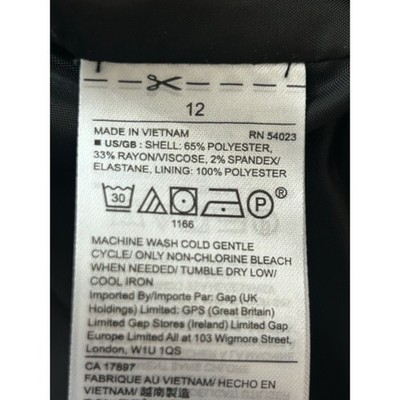 12
MADE IN VIETNAM RN 54023
■ US/GB : SHELL: 65% POLYESTER,
33% RAYON/VISCOSE, 2% SPANDEX/
ELASTANE, LINING: 100% POLYESTER
30 P ®
1166
MACHINE WASH COLD GENTLE
CYCLE/ ONLY NON-CHLORINE BLEACH
WHEN NEEDED/ TUMBLE DRY LOW/
COOL IRON
Imported By/Importe Par: Gap (UK
Holdings) Limited: GPS (Great Britain)
Limited Gap Stores (Ireland) Limited Gap
Europe Limited All at 103 Wigmore Street,
London, W1U 1QS
CA 17897
FABRIQUE AU VIETNAM/ HECHO EN
VIETNAM/ 越南製造